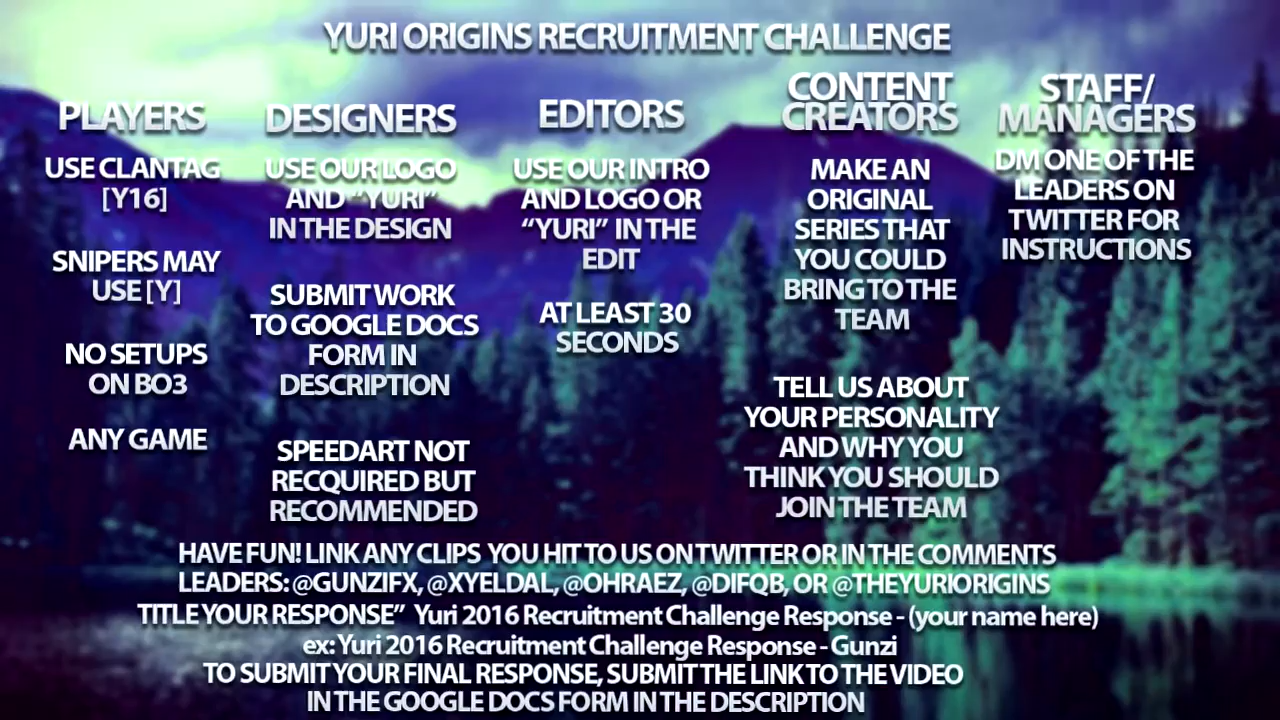 YURI ORIGINS RECRUITMENT CHALLENGE
PLAYERS
USE CLANTAG
[Y16]
SNIPERS MAY
USE [Y]
NO SETUPS
ON BO3
ANY GAME
DESIGNERS
USE OUR LOGO
AND "YURI"
IN THE DESIGN
SUBMIT WORK
TO GOOGLE DOCS
FORM IN
DESCRIPTION
SPEEDART NOT
RECQUIRED BUT
RECOMMENDED
EDITORS
USE OUR INTRO
AND LOGO OR
“YURI” IN THE
EDIT
AT LEAST 30
SECONDS
CONTENT
CREATORS
MAKE AN
ORIGINAL
SERIES THAT
YOU COULD
BRING TO THE
TEAM
TELL US ABOUT
YOUR PERSONALITY
AND WHY YOU
THINK YOU SHOULD
JOIN THE TEAM
STAFF/
MANAGERS
DM ONE OF THE
LEADERS ON
TWITTER FOR
INSTRUCTIONS
HAVE FUN! LINK ANY CLIPS YOU HIT TO US ON TWITTER OR IN THE COMMENTS
LEADERS: @GUNZIFX, @XYELDAL, @OHRAEZ, @DIFQB, OR @THEYURIORIGINS
TITLE YOUR RESPONSE” Yuri 2016 Recruitment Challenge Response - (your name here)
ex: Yuri 2016 Recruitment Challenge Response - Gunzi
TO SUBMIT YOUR FINAL RESPONSE, SUBMIT THE LINK TO THE VIDEO
IN THE GOOGLE DOCS FORM IN THE DESCRIPTION